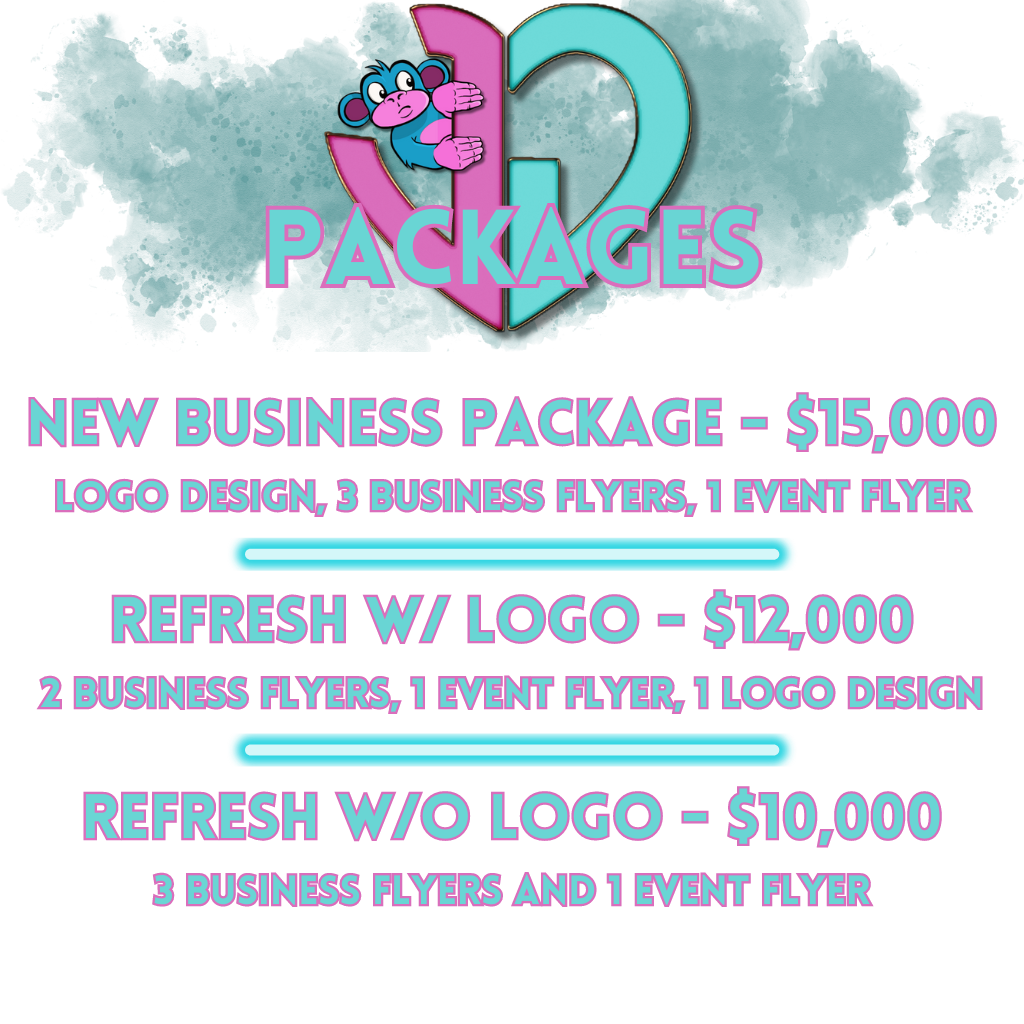 PACKAGES
NEW BUSINESS PACKAGE - $15,000
LOGO DESIGN, 3 BUSINESS FLYERS, 1 EVENT FLYER
REFRESH W/ LOGO - $12,000
2 BUSINESS FLYERS, 1 EVENT FLYER, 1 LOGO DESIGN
REFRESH W/O LOGO - $10,000
3 BUSINESS FLYERS AND 1 EVENT FLYER